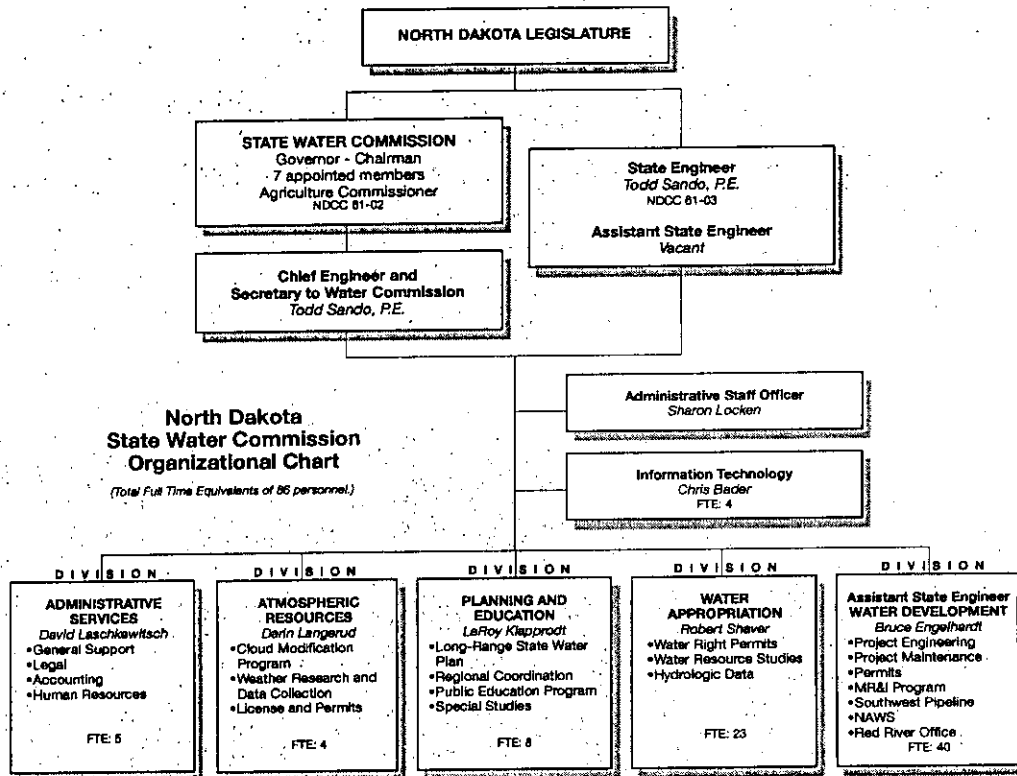 NORTH DAKOTA LEGISLATURE
STATE WATER COMMISSION
Governor - Chairman
7 appointed members
Agriculture Commissioner
NDCC 61-02
State Engineer
Todd Sando, P.E.
NDCC 61-03
Assistant State Engineer
Vacant
Chief Engineer and
Secretary to Water Commission
Todd Sando, P.E.
Administrative Staff Officer
Sharon Locken
North Dakota
State Water Commission
Organizational Chart
(Total Full Time Equivalents of 86 personnel.)
Information Technology
Chris Bader
FTE: 4
DIVISION
ADMINISTRATIVE
SERVICES
David Laschkewitsch
•General Support
•Legal
•Accounting
•Human Resources
FTE: 5
DIVISION
ATMOSPHERIC
RESOURCES
Darin Langerud
•Cloud Modification
Program
•Weather Research and
Data Collection
•License and Permits
FTE: 4
DIVISION
PLANNING AND
EDUCATION
LeRoy Klapprodt
•Long-Range State Water
Plan
•Regional Coordination
•Public Education Program
•Special Studies
FTE: 8
DIVISION
WATER
APPROPRIATION
Robert Shaver
•Water Right Permits
•Water Resource Studies
•Hydrologic Data
FTE: 23
DIVISION
Assistant State Engineer
WATER DEVELOPMENT
Bruce Engelhardt
•Project Engineering
•Project Maintenance
•Permits
•MR&I Program
•Southwest Pipeline
•NAWS
•Red River Office
FTE: 40